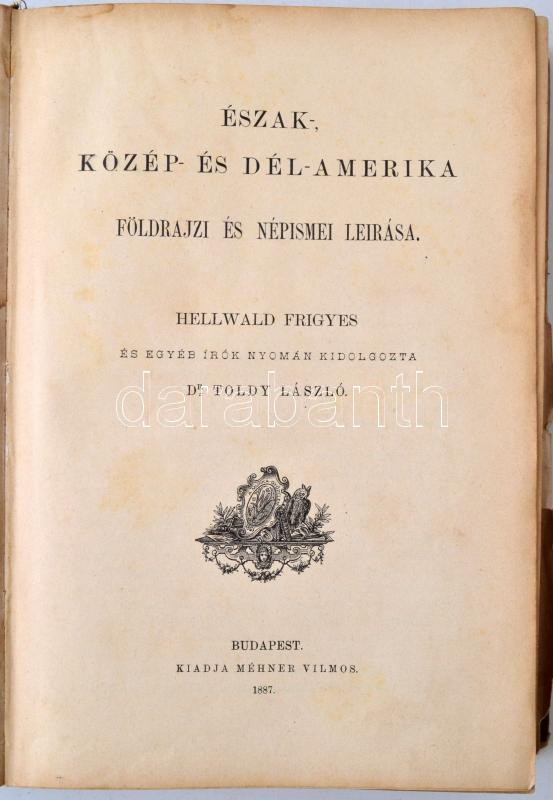 ÉSZAK-,
KÖZÉP- ÉS DÉL-AMERIKA
FÖLDRAJZI ÉS NÉPISMEI LEIRÁSA.
HELLWALD FRIGYES
ÉS EGYÉB ÍRÓK NYOMÁN KIDOLGOZTA
Dr TOLDY LÁSZLÓ.
darabanth
BUDAPEST.
KIADJA MÉHNER VILMOS.
1887.